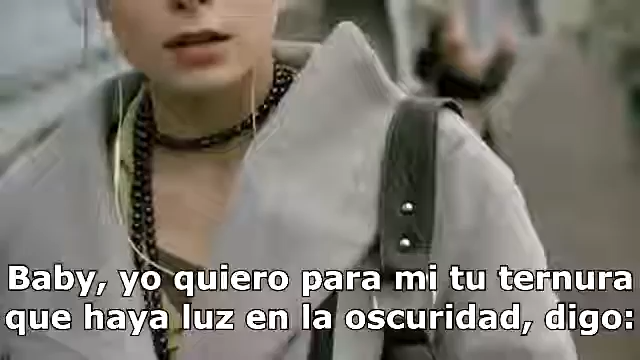 Baby, yo quiero para mi tu ternura
que haya luz en la oscuridad, digo: